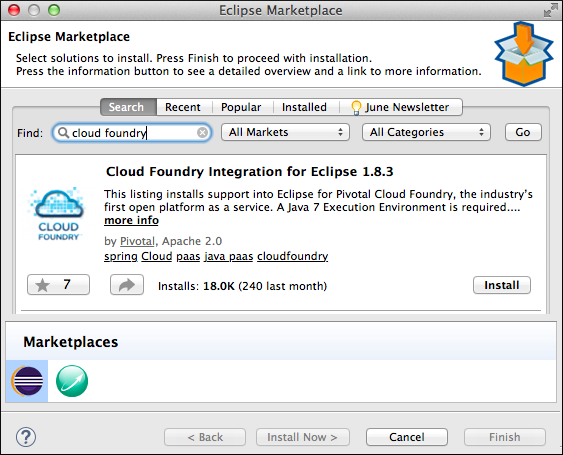 Eclipse Marketplace
Eclipse Marketplace
Select solutions to install. Press Finish to proceed with installation.
Press the information button to see a detailed overview and a link to more information.
Search Recent Popular Installed June Newsletter
Find: cloud foundry All Markets All Categories Go
Cloud Foundry Integration for Eclipse 1.8.3
This listing installs support into Eclipse for Pivotal Cloud Foundry, the industry's
first open platform as a service. A Java 7 Execution Environment is required....
more info
by Pivotal, Apache 2.0
spring Cloud paas java paas cloudfoundry
CLOUD
FOUNDRY
7 Installs: 18.0K (240 last month) Install
Marketplaces
? < Back Install Now > Cancel Finish